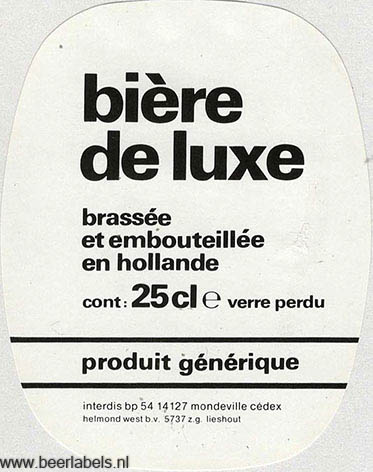 bière
de luxe
brassée
et embouteillée
en hollande
cont: 25 cl e verre perdu
produit générique
interdis bp 54 14127 mondeville cédex
helmond west b.v. 5737 z.g. lieshout
www.beerlabels.nl